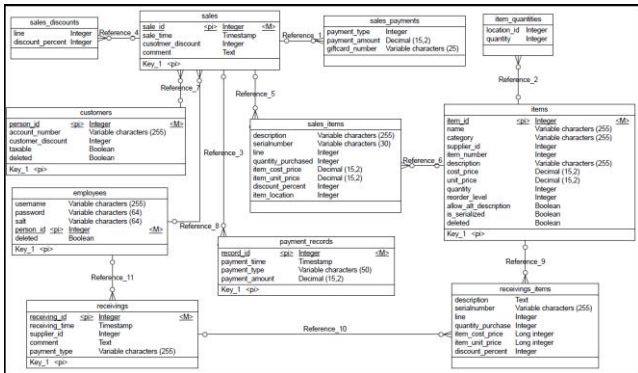 sales_discounts
line Integer
discount_percent Integer
Reference_4
sales
sale_id <pi> Integer <M>
sale_time Timestamp
cusotmer_discount Integer
comment Text
Key_1 <pi>
Reference_1
sales_payments
payment_type Integer
payment_amount Decimal (15,2)
giftcard_number Variable characters (25)
item_quantities
location_id Integer
quantity Integer
Reference_2
Reference_7
Reference_5
Reference_3
customers
person_id <pi> Integer <M>
account_number Variable characters (255)
customer_discount Integer
taxable Boolean
deleted Boolean
Key_1 <pi>
sales_items
description Variable characters (255)
serialnumber Variable characters (30)
line Integer
quantity_purchased Integer
item_cost_price Decimal (15,2)
item_unit_price Decimal (15,2)
discount_percent Integer
item_location Integer
Reference_6
items
item_id <pi> Integer <M>
name Variable characters (255)
category Variable characters (255)
supplier_id Integer
item_number Integer
description Variable characters (255)
cost_price Decimal (15,2)
unit_price Decimal (15,2)
quantity Integer
reorder_level Integer
allow_alt_description Boolean
is_serialized Boolean
deleted Boolean
Key_1 <pi>
employees
username Variable characters (255)
password Variable characters (64)
salt Variable characters (64)
person_id <pi> Integer <M>
deleted Boolean
Key_1 <pi>
Reference_8
payment_records
record_id <pi> Integer <M>
payment_time Timestamp
payment_type Variable characters (50)
payment_amount Decimal (15,2)
Key_1 <pi>
Reference_11
Reference_9
receivings
receiving_id <pi> Integer <M>
receiving_time Timestamp
supplier_id Integer
comment Text
payment_type Variable characters (255)
Key_1 <pi>
Reference_10
receivings_items
description Text
serialnumber Variable characters (255)
line Integer
quantity_purchase Integer
item_cost_price Long integer
item_unit_price Long integer
discount_percent Integer